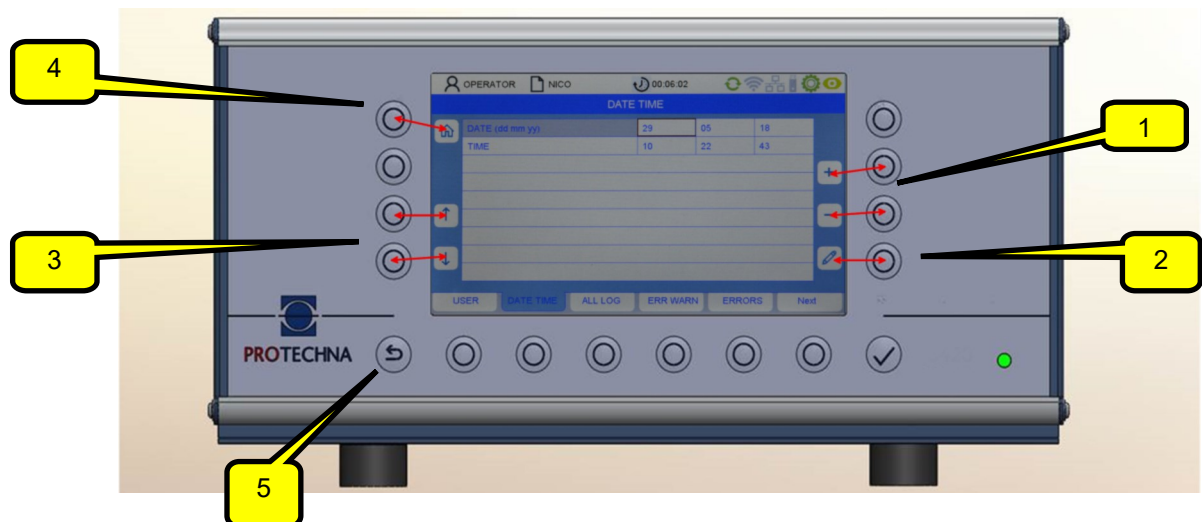 4
OPERATOR NICO 00:06:02
DATE TIME
DATE (dd mm yy) 29 05 18
TIME 10 22 43
1
+
-
3
2
USER DATE TIME ALL LOG ERR WARN ERRORS Next
PROTECHNA
5